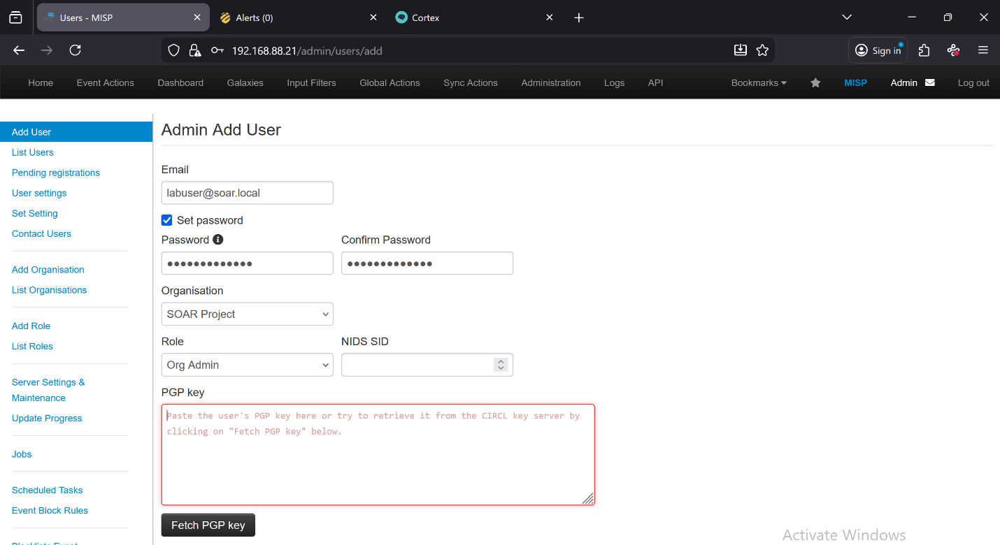 Users - MISP
Alerts (0)
Cortex
192.168.88.21/admin/users/add
Sign in
Home Event Actions Dashboard Galaxies Input Filters Global Actions Sync Actions Administration Logs API Bookmarks MISP Admin Log out
Add User
List Users
Pending registrations
User settings
Set Setting
Contact Users
Add Organisation
List Organisations
Add Role
List Roles
Server Settings &
Maintenance
Update Progress
Jobs
Scheduled Tasks
Event Block Rules
Blocklists Event
Admin Add User
Email
labuser@soar.local
Set password
Password Confirm Password
Organisation
SOAR Project
Role NIDS SID
Org Admin
PGP key
Paste the user's PGP key here or try to retrieve it from the CIRCL key server by
clicking on "Fetch PGP key" below.
Fetch PGP key
Activate Windows